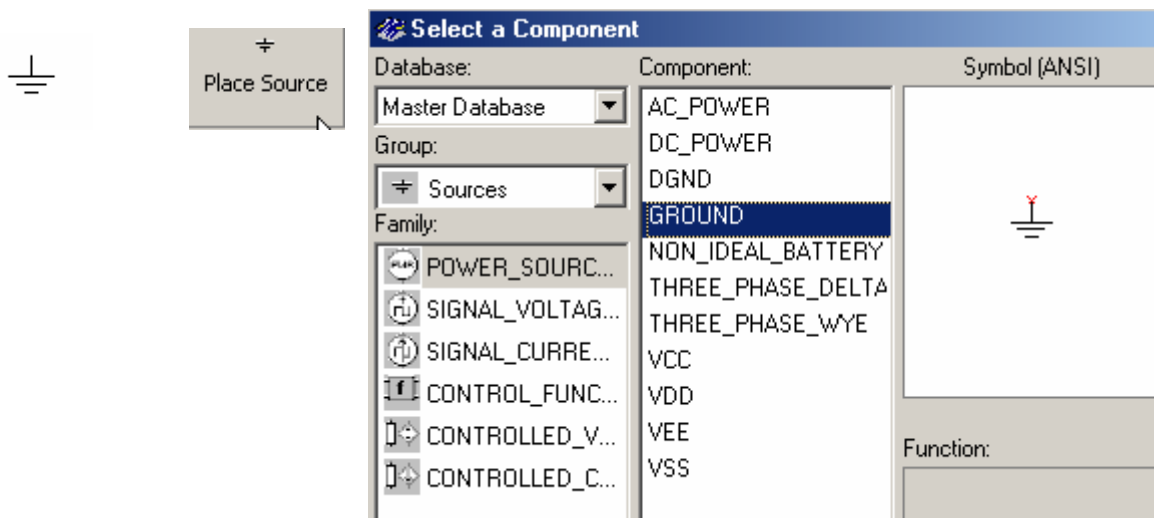 Place Source
Select a Component
Database:
Master Database
Group:
Sources
Family:
POWER_SOURC...
SIGNAL_VOLTAG...
SIGNAL_CURRE...
CONTROL_FUNC...
CONTROLLED_V...
CONTROLLED_C...
Component:
AC_POWER
DC_POWER
DGND
GROUND
NON_IDEAL_BATTERY
THREE_PHASE_DELTA
THREE_PHASE_WYE
VCC
VDD
VEE
VSS
Symbol (ANSI)
Function: